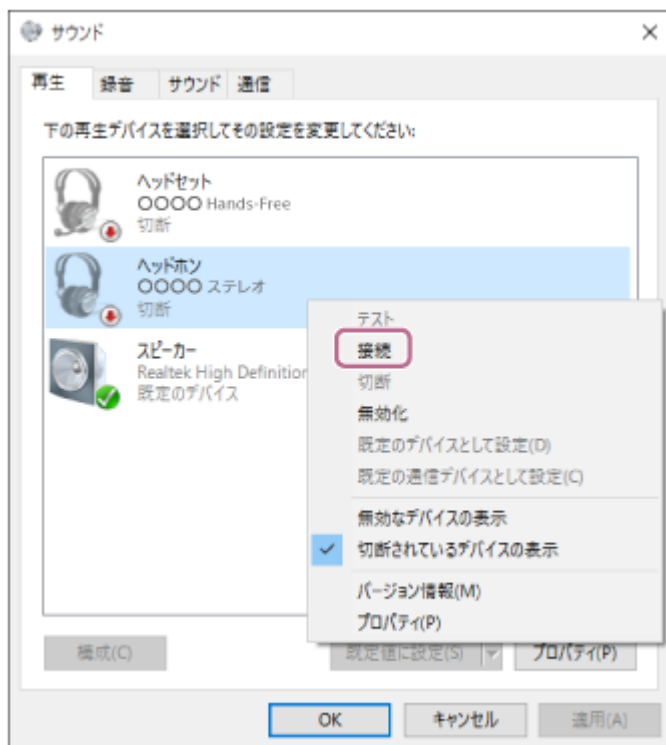 サウンド
再生 録音 サウンド 通信
下の再生デバイスを選択してその設定を変更してください:
ヘッドセット
〇〇〇〇 Hands-Free
切断
ヘッドホン
〇〇〇〇 ステレオ
切断
スピーカー
Realtek High Definition
既定のデバイス
テスト
接続
切断
無効化
既定のデバイスとして設定(D)
既定の通信デバイスとして設定(C)
無効なデバイスの表示
切断されているデバイスの表示
バージョン情報(M)
プロパティ(P)
構成(C) 既定値に設定(S) プロパティ(P)
OK キャンセル 適用(A)